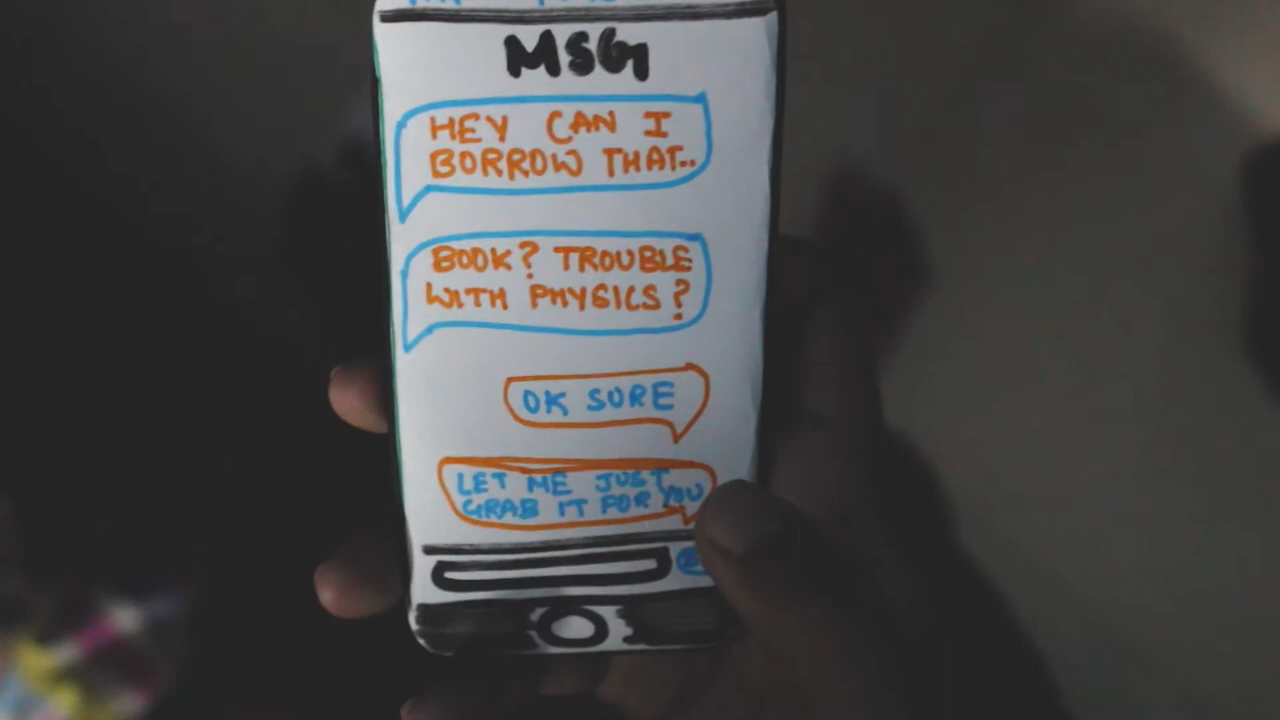 MSG
HEY CAN I
BORROW THAT..
BOOK? TROUBLE
WITH PHYSICS?
OK SURE
LET ME JUST
GRAB IT FOR YOU